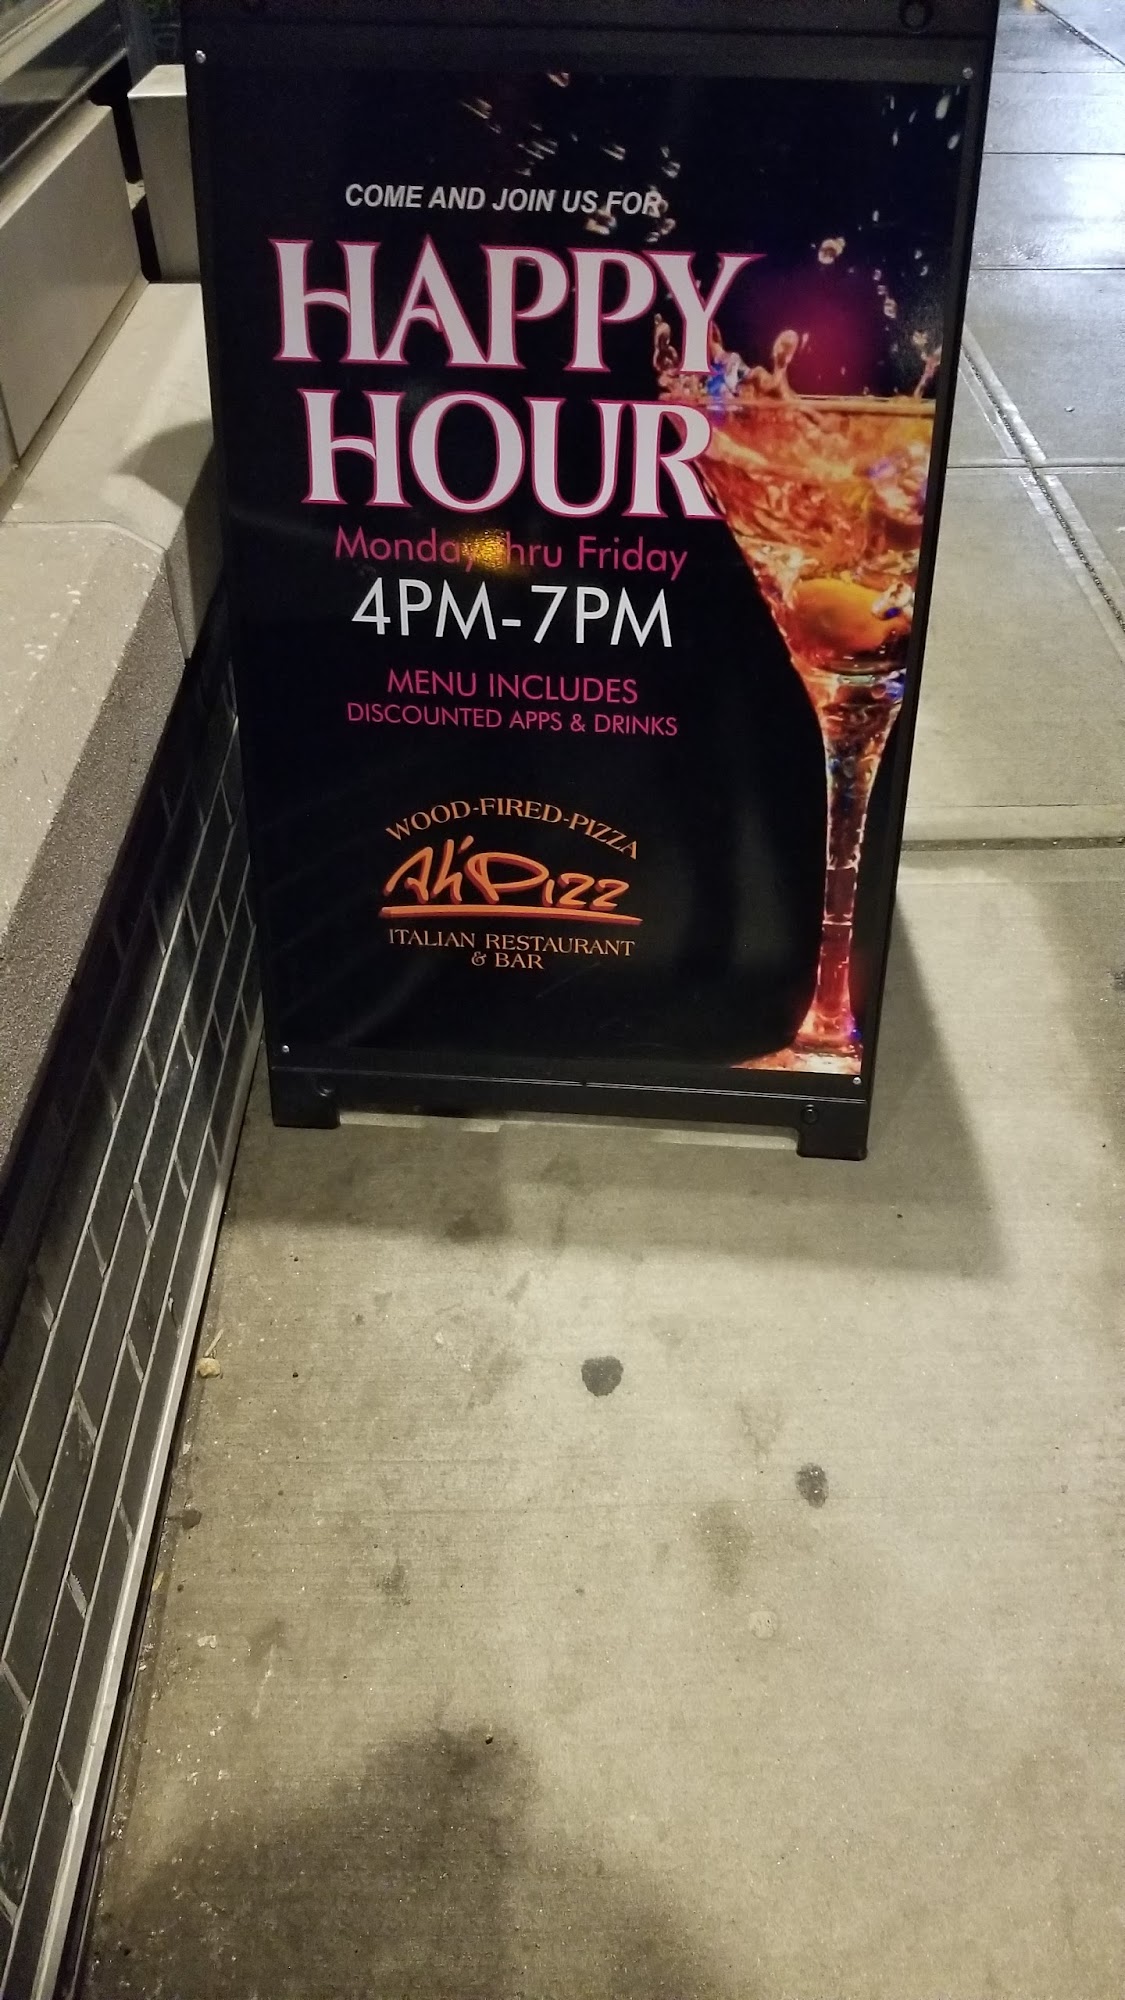 COME AND JOIN US FOR
HAPPY
HOUR
Monday thru Friday
4PM-7PM
MENU INCLUDES
DISCOUNTED APPS & DRINKS
WOOD-FIRED-PIZZA
Ah'Pizz
ITALIAN RESTAURANT
& BAR